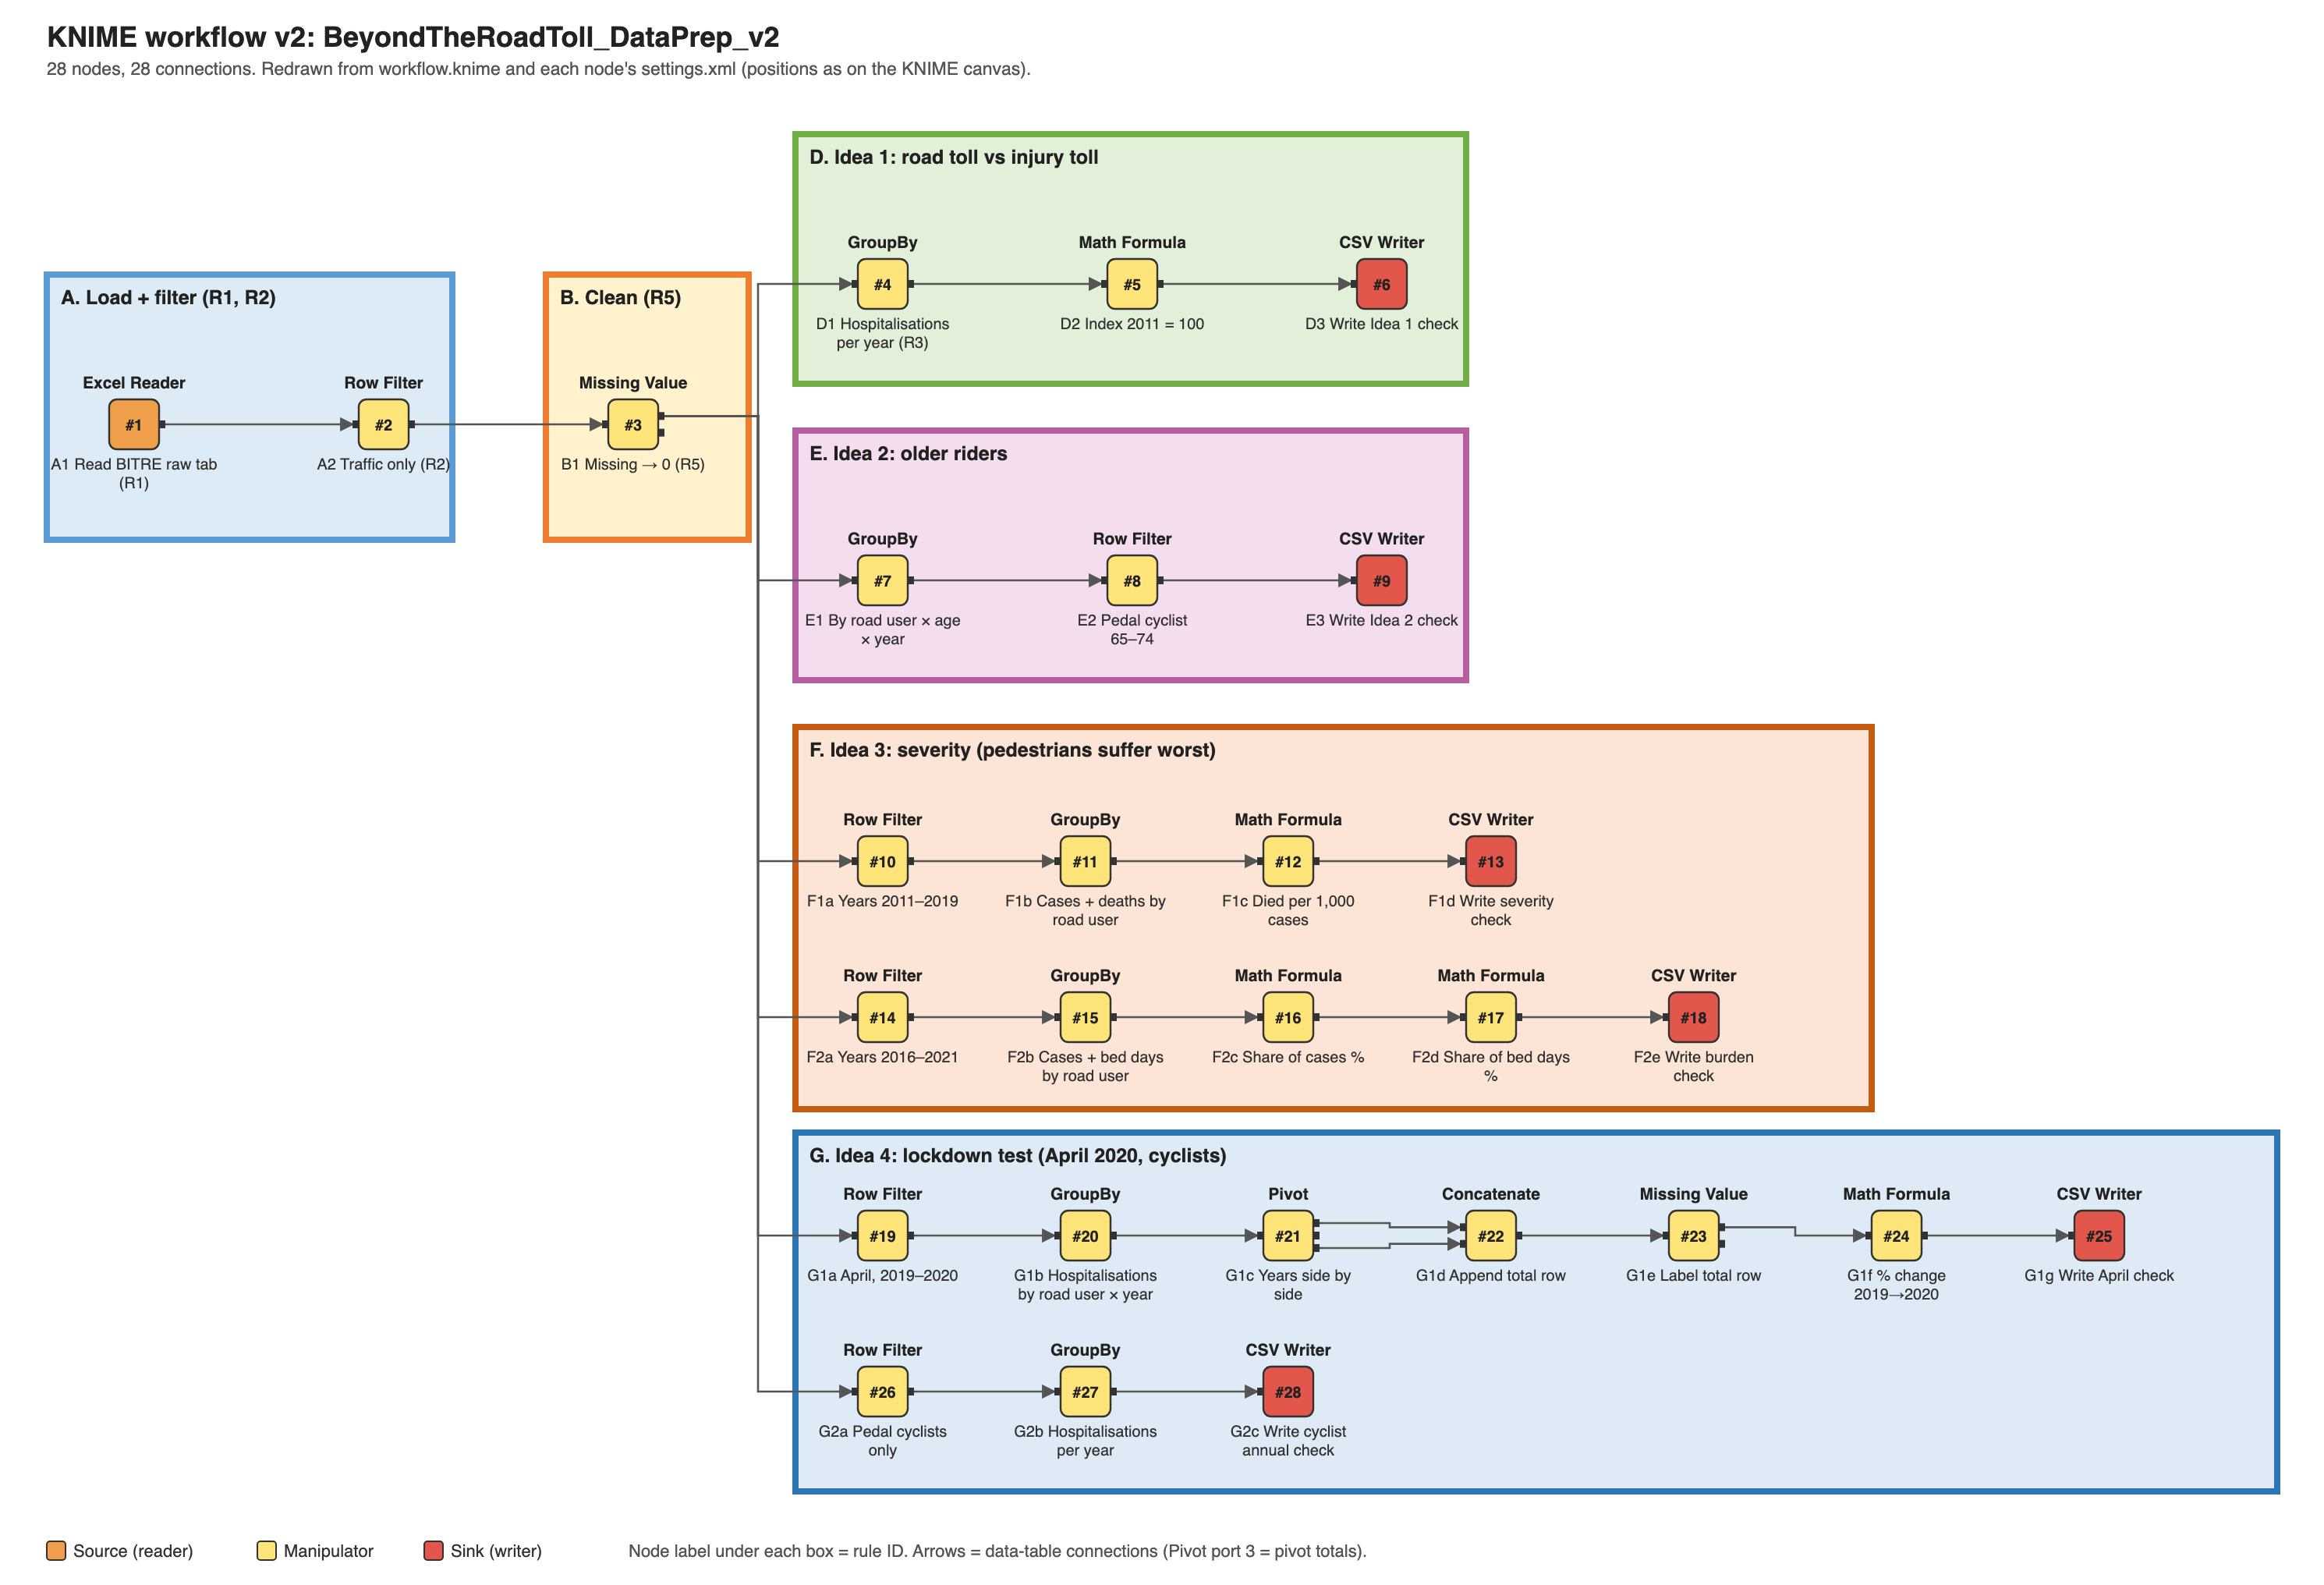 KNIME workflow v2: BeyondTheRoadToll_DataPrep_v2
28 nodes, 28 connections. Redrawn from workflow.knime and each node's settings.xml (positions as on the KNIME canvas).
A. Load + filter (R1, R2)
Excel Reader
#1
A1 Read BITRE raw tab
(R1)
Row Filter
#2
A2 Traffic only (R2)
B. Clean (R5)
Missing Value
#3
B1 Missing → 0 (R5)
D. Idea 1: road toll vs injury toll
GroupBy
#4
D1 Hospitalisations
per year (R3)
Math Formula
#5
D2 Index 2011 = 100
CSV Writer
#6
D3 Write Idea 1 check
E. Idea 2: older riders
GroupBy
#7
E1 By road user × age
× year
Row Filter
#8
E2 Pedal cyclist
65–74
CSV Writer
#9
E3 Write Idea 2 check
F. Idea 3: severity (pedestrians suffer worst)
Row Filter
#10
F1a Years 2011–2019
GroupBy
#11
F1b Cases + deaths by
road user
Math Formula
#12
F1c Died per 1,000
cases
CSV Writer
#13
F1d Write severity
check
Row Filter
#14
F2a Years 2016–2021
GroupBy
#15
F2b Cases + bed days
by road user
Math Formula
#16
F2c Share of cases %
Math Formula
#17
F2d Share of bed days
%
CSV Writer
#18
F2e Write burden
check
G. Idea 4: lockdown test (April 2020, cyclists)
Row Filter
#19
G1a April, 2019–2020
GroupBy
#20
G1b Hospitalisations
by road user × year
Pivot
#21
G1c Years side by
side
Concatenate
#22
G1d Append total row
Missing Value
#23
G1e Label total row
Math Formula
#24
G1f % change
2019→2020
CSV Writer
#25
G1g Write April check
Row Filter
#26
G2a Pedal cyclists
only
GroupBy
#27
G2b Hospitalisations
per year
CSV Writer
#28
G2c Write cyclist
annual check
Source (reader)
Manipulator
Sink (writer)
Node label under each box = rule ID. Arrows = data-table connections (Pivot port 3 = pivot totals).